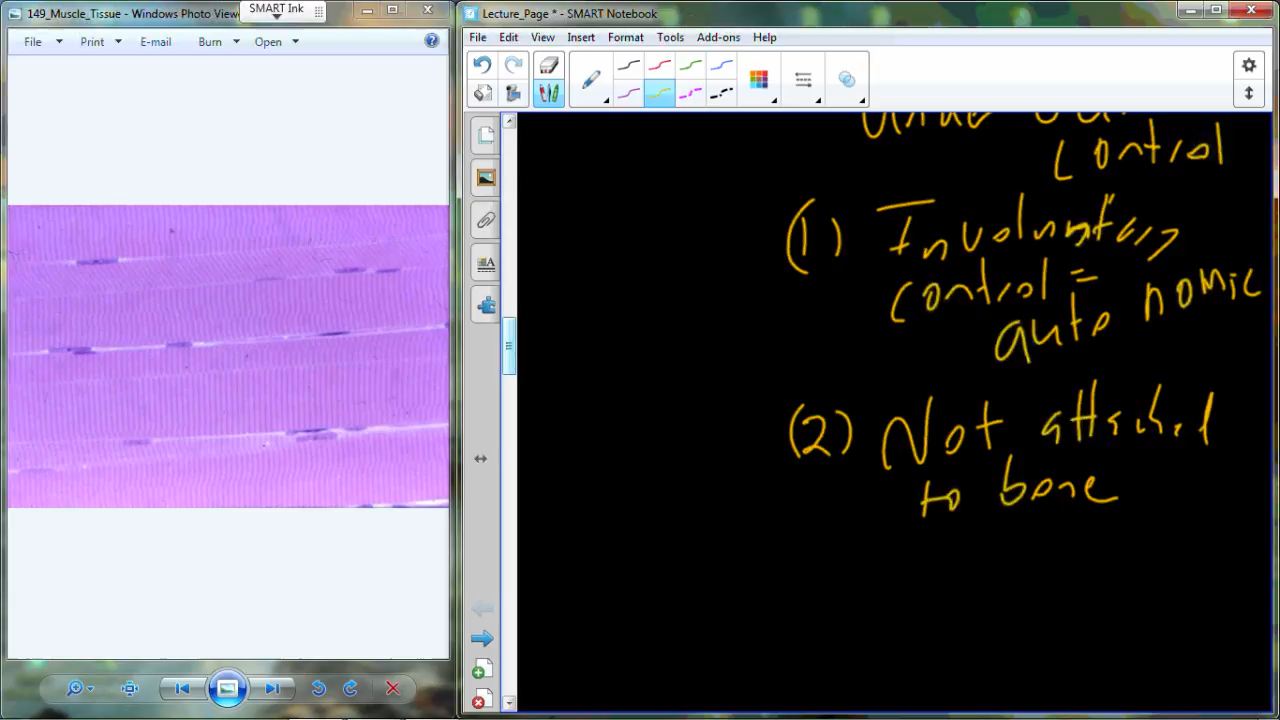 149_Muscle_Tissue - Windows Photo View
SMART Ink
File Print E-mail Burn Open
Lecture_Page * - SMART Notebook
File Edit View Insert Format Tools Add-ons Help
control
(1) Involuntary
control =
autonomic
(2) Not attached
to bone